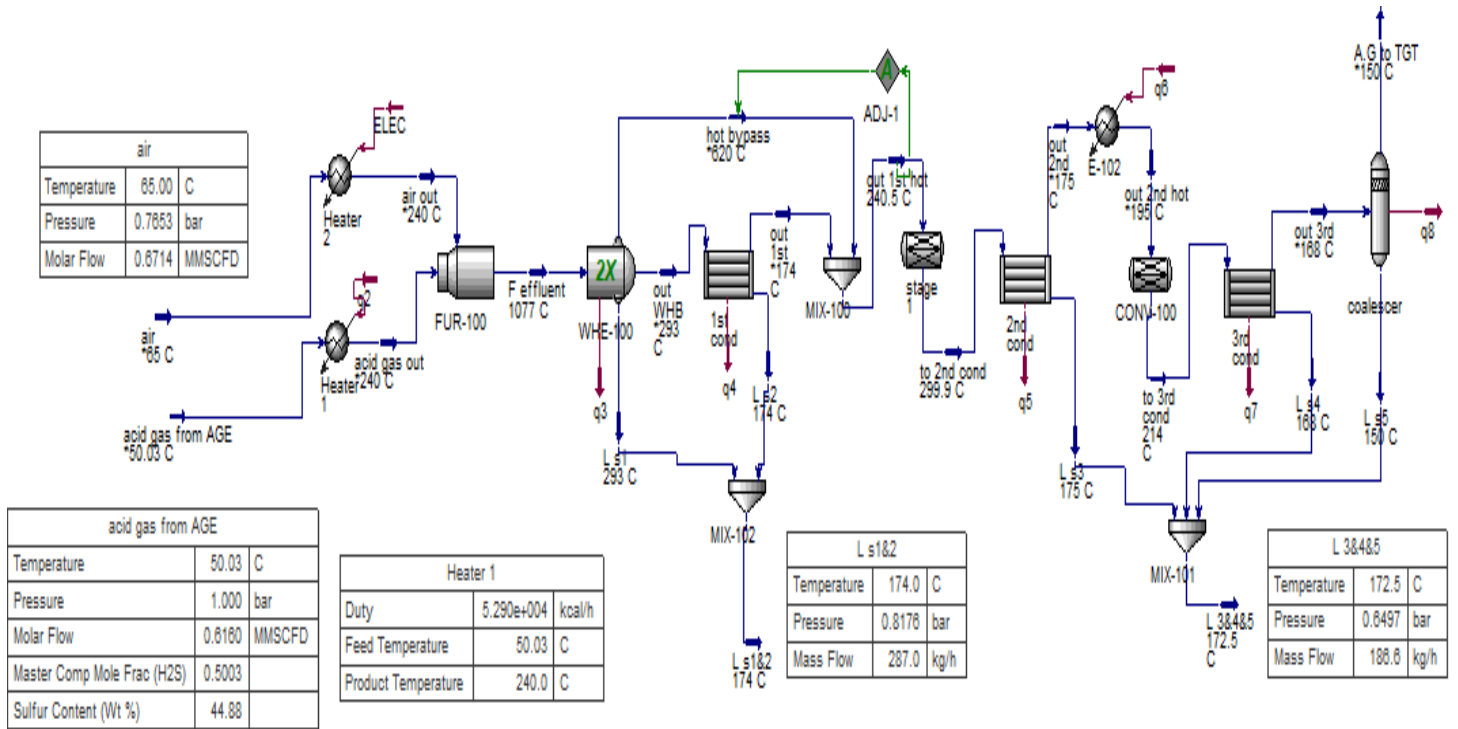 A.G to TGT
*150 C
ADJ-1
A
q6
ELEC
hot bypass
*620 C
out
2nd
*175
C
E-102
air
Temperature 65.00 C
Pressure 0.7653 bar
Molar Flow 0.6714 MMSCFD
Heater
2
air out
*240 C
out 1st hot
240.5 C
out 2nd hot
*195 C
out 3rd
*168 C
q8
out
1st
*174
C
MIX-100
stage
1
2X
F effluent
1077 C
FUR-100
WHE-100
out
WHB
*293
C
1st
cond
2nd
cond
CONV-100
3rd
cond
coalescer
q2
air
*65 C
Heater
1
acid gas out
*240 C
to 2nd cond
299.9 C
q3
q4
q5
q7
to 3rd
cond
214
C
L s2
174 C
L s4
168 C
L s5
150 C
acid gas from AGE
*50.03 C
L s1
293 C
L s3
175 C
MIX-102
MIX-101
acid gas from AGE
Temperature 50.03 C
Pressure 1.000 bar
Molar Flow 0.6160 MMSCFD
Master Comp Mole Frac (H2S) 0.5003
Sulfur Content (Wt %) 44.88
Heater 1
Duty 5.290e+004 kcal/h
Feed Temperature 50.03 C
Product Temperature 240.0 C
L s1&2
174 C
L s1&2
Temperature 174.0 C
Pressure 0.8176 bar
Mass Flow 287.0 kg/h
L 3&4&5
172.5
C
L 3&4&5
Temperature 172.5 C
Pressure 0.6497 bar
Mass Flow 186.6 kg/h